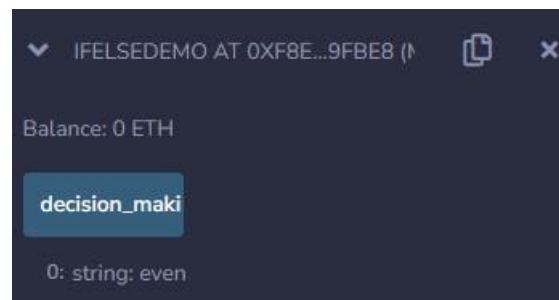 IFELSEDEMO AT 0XF8E...9FBE8 (M
Balance: 0 ETH
decision_maki
0: string: even